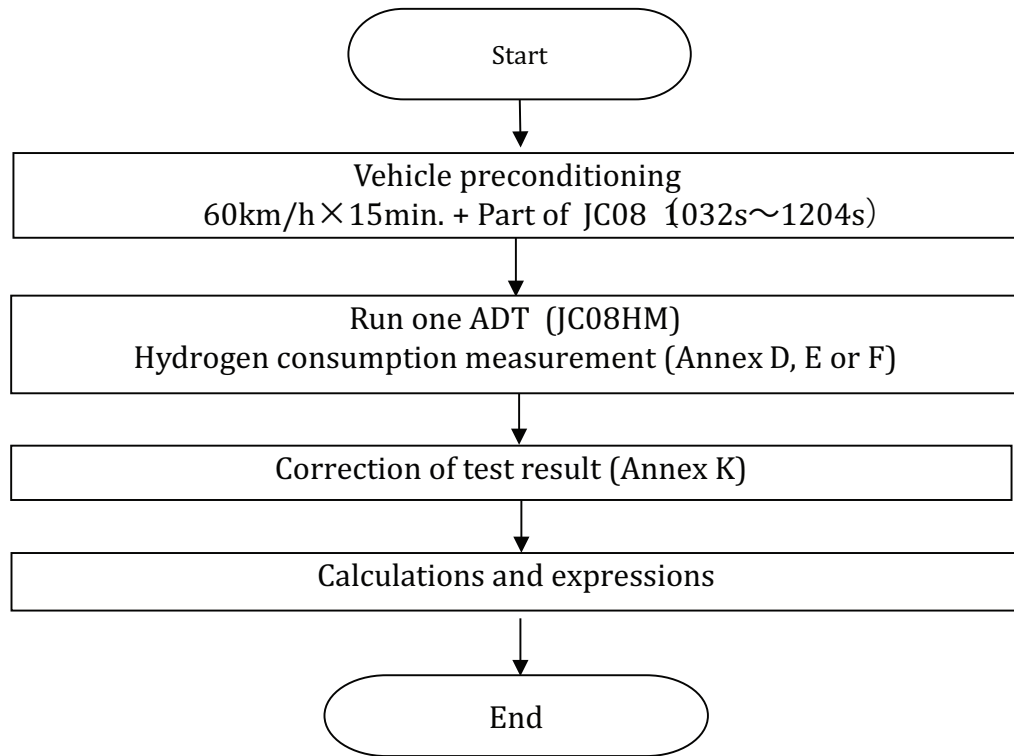 Start
Vehicle preconditioning
60km/h×15min. + Part of JC08（1032s～1204s）
Run one ADT (JC08HM)
Hydrogen consumption measurement (Annex D, E or F)
Correction of test result (Annex K)
Calculations and expressions
End